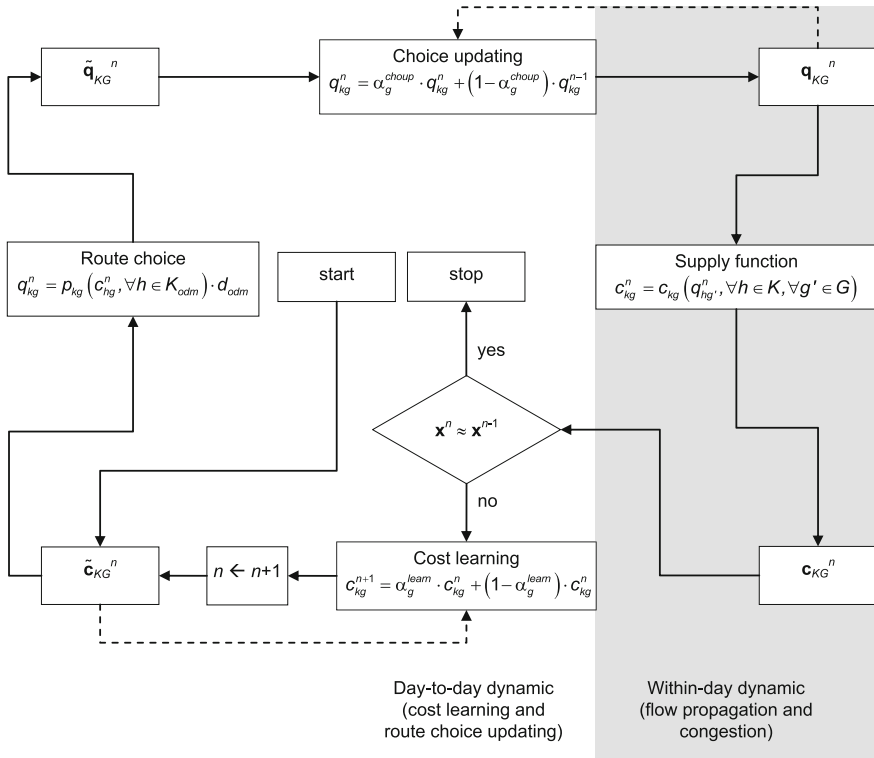 q̃_KG^n
Choice updating
q_kg^n = α_g^choup · q_kg^n + (1− α_g^choup) · q_kg^n−1
q_KG^n
Route choice
q_kg^n = p_kg (c_hg^n, ∀h ∈ K_odm) · d_odm
start
stop
Supply function
c_kg^n = c_kg (q_hg'^n, ∀h ∈ K, ∀g' ∈ G)
yes
x^n ≈ x^n-1
no
c̃_KG^n
n ← n+1
Cost learning
c_kg^n+1 = α_g^learn · c_kg^n + (1− α_g^learn) · c_kg^n
c_KG^n
Day-to-day dynamic
(cost learning and
route choice updating)
Within-day dynamic
(flow propagation and
congestion)